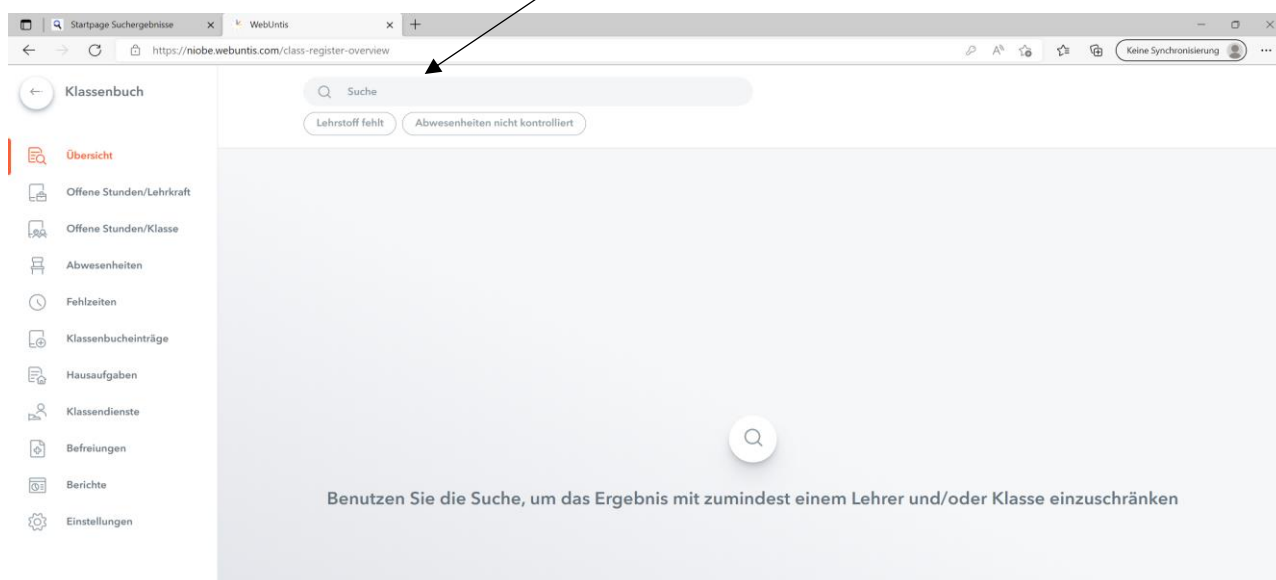 Startpage Suchergebnisse
WebUntis
https://niobe.webuntis.com/class-register-overview
Keine Synchronisierung
Klassenbuch
Suche
Lehrstoff fehlt
Abwesenheiten nicht kontrolliert
Übersicht
Offene Stunden/Lehrkraft
Offene Stunden/Klasse
Abwesenheiten
Fehlzeiten
Klassenbucheinträge
Hausaufgaben
Klassendienste
Befreiungen
Berichte
Einstellungen
Benutzen Sie die Suche, um das Ergebnis mit zumindest einem Lehrer und/oder Klasse einzuschränken